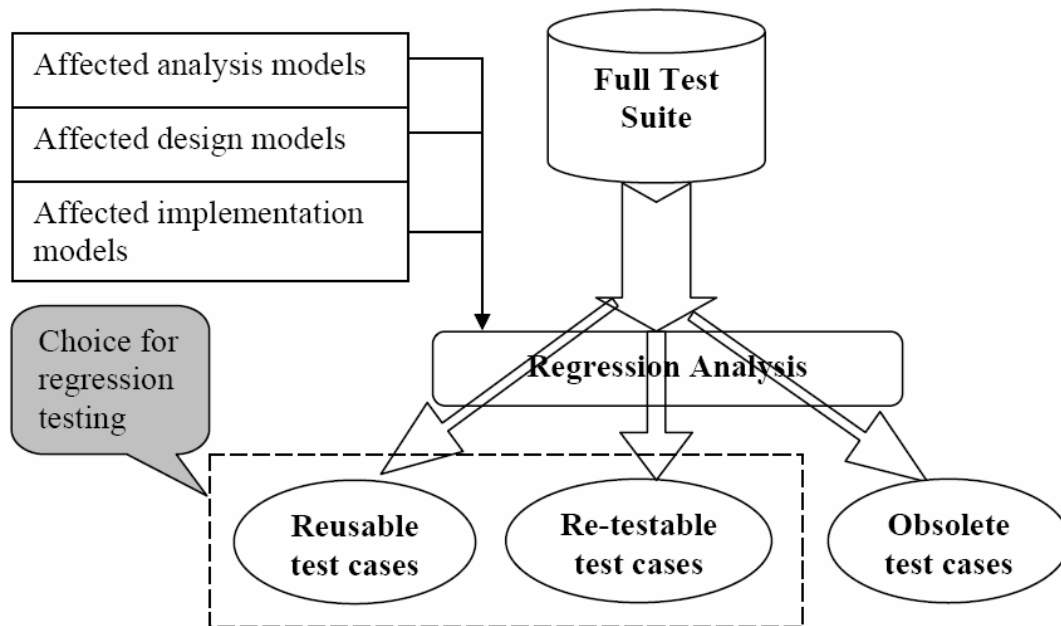 Affected analysis models
Affected design models
Affected implementation
models
Full Test
Suite
Choice for
regression
testing
Regression Analysis
Reusable
test cases
Re-testable
test cases
Obsolete
test cases